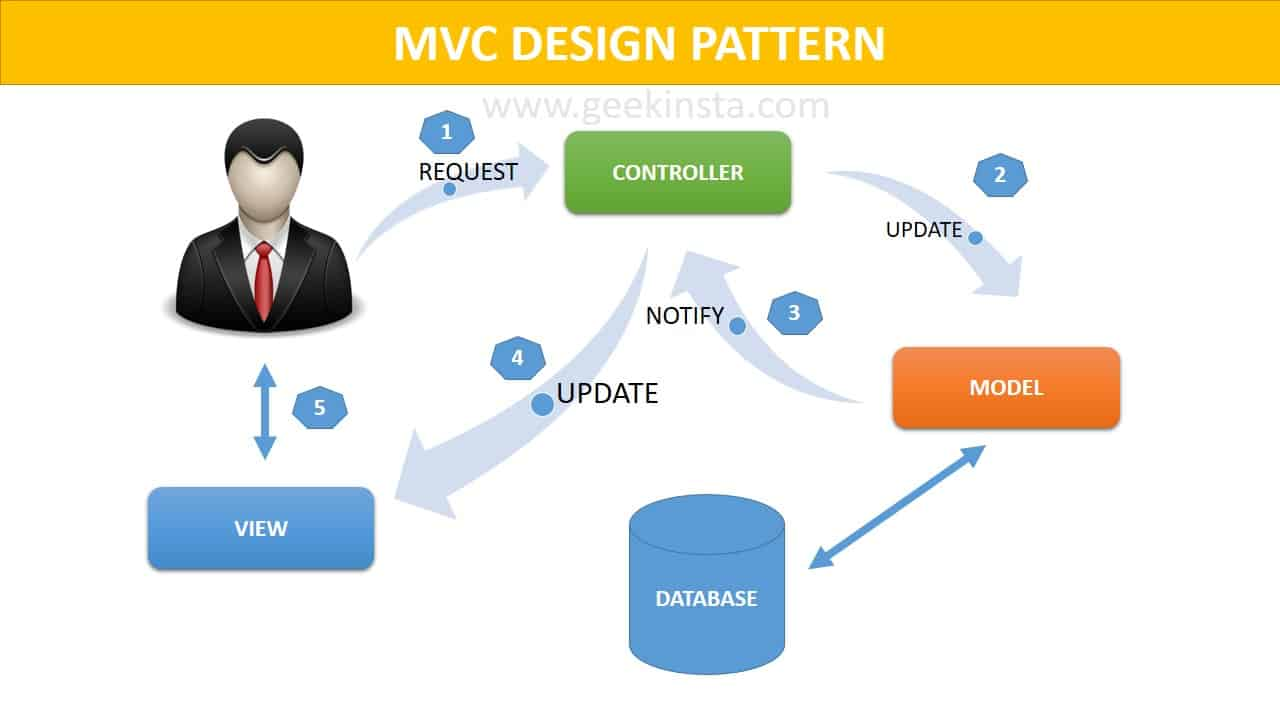 MVC DESIGN PATTERN
www.geekinsta.com
1
REQUEST
CONTROLLER
2
UPDATE
NOTIFY
3
4
UPDATE
MODEL
5
VIEW
DATABASE